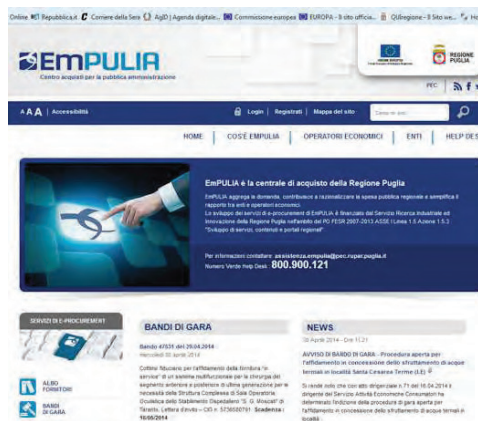 Online Repubblica.it Corriere della Sera AgID | Agenda digitale... Commissione europea EUROPA - Il sito officia... QUIregione - Il Sito we...
EmPULIA
Centro acquisti per la pubblica amministrazione
UNIONE EUROPEA
REGIONE
PUGLIA
PEC
A A A | Accessibilità
Login | Registrati | Mappa del sito
HOME | COS'È EMPULIA | OPERATORI ECONOMICI | ENTI | HELP DES
EmPULIA è la centrale di acquisto della Regione Puglia
EmPULIA aggrega la domanda, contribuisce a razionalizzare la spesa pubblica regionale e semplifica il
rapporto tra enti e operatori economici.
Lo sviluppo dei servizi di e-procurement di EmPULIA è finanziato dal Servizio Ricerca Industriale ed
Innovazione della Regione Puglia nell'ambito del PO FESR 2007-2013 ASSE I Linea 1.5 Azione 1.5.3
"Sviluppo di servizi, contenuti e portali regionali"
Per informazioni contattare: assistenza.empulia@pec.rupar.puglia.it
Numero Verde help Desk: 800.900.121
SERVIZI DI E-PROCUREMENT
ALBO
FORNITORI
BANDI
DI GARA
BANDI DI GARA
Bando 47531 del 29.04.2014
Mercoledì 30 aprile 2014
Cottimo fiduciario per l'affidamento della fornitura "in
service" di un sistema multifunzionale per la chirurgia del
segmento anteriore e posteriore di ultima generazione per le
necessità della Struttura Complessa di Sala Operatoria
Oculistica dello Stabilimento Ospedaliero "S. G. Moscati" di
Taranto. Lettera d'invito – CIG n. Scadenza :
NEWS
30 Aprile 2014 - Ore 11.21
AVVISO DI BANDO DI GARA - Procedura aperta per
l'affidamento in concessione dello sfruttamento di acque
termali in località Santa Cesarea Terme (LE)
Si rende noto che con atto dirigenziale n.71 del 16.04.2014 il
dirigente del Servizio Attività Economiche Consumatori ha
determinato l'indizione della procedura di gara aperta per
l'affidamento in concessione dello sfruttamento di acque termali in
località